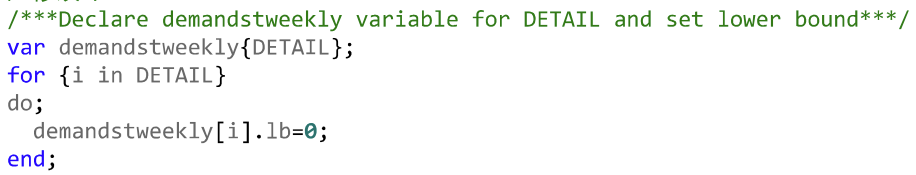 /***Declare demandstweekly variable for DETAIL and set lower bound***/
var demandstweekly{DETAIL};
for {i in DETAIL}
do;
  demandstweekly[i].lb=0;
end;